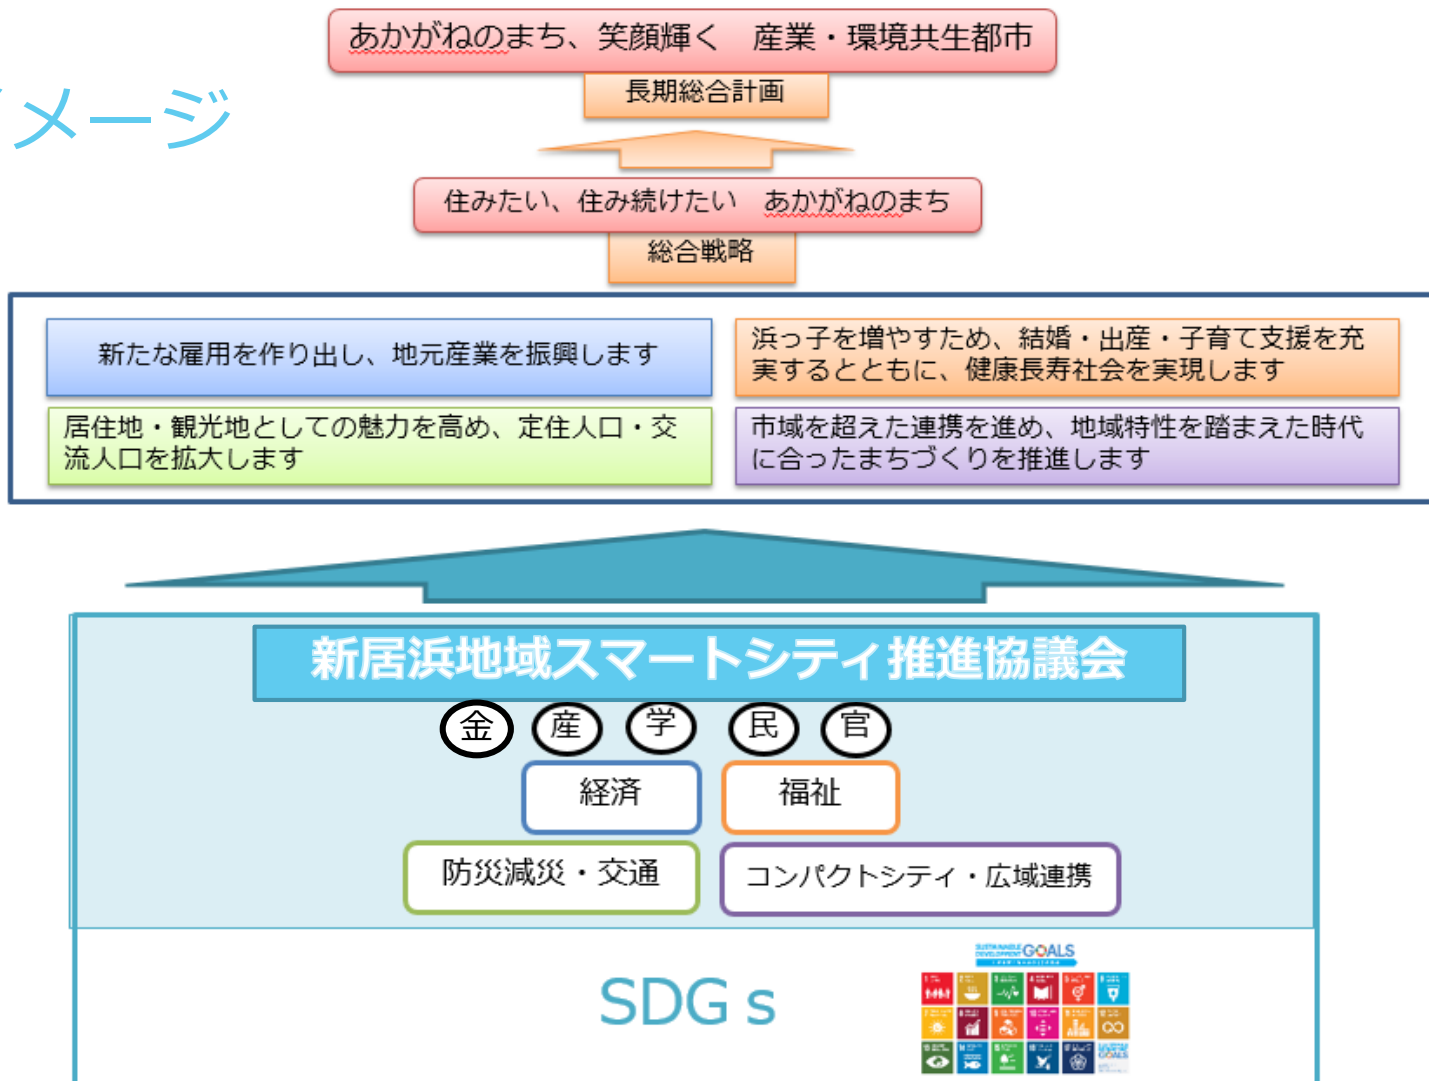 あかがねのまち、笑顔輝く　産業・環境共生都市
長期総合計画
メージ
住みたい、住み続けたい　あかがねのまち
総合戦略
新たな雇用を作り出し、地元産業を振興します
浜っ子を増やすため、結婚・出産・子育て支援を充
実するとともに、健康長寿社会を実現します
居住地・観光地としての魅力を高め、定住人口・交
流人口を拡大します
市域を超えた連携を進め、地域特性を踏まえた時代
に合ったまちづくりを推進します
新居浜地域スマートシティ推進協議会
金 産 学 民 官
経済 福祉
防災減災・交通 コンパクトシティ・広域連携
SUSTAINABLE
DEVELOPMENT GOALS
SDGｓ